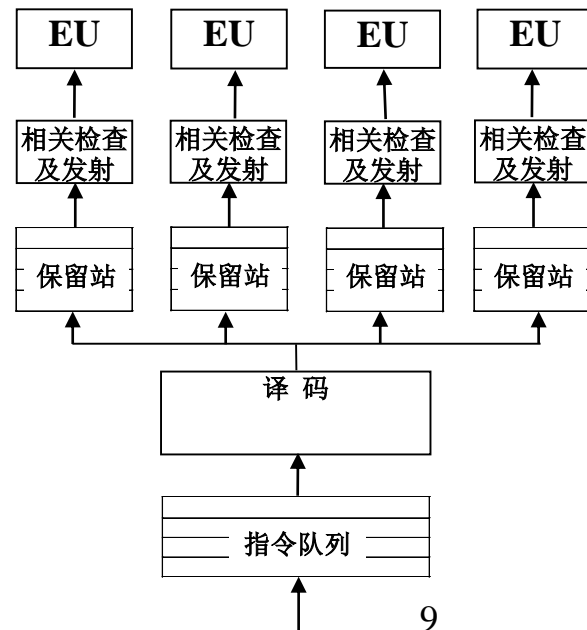 EU EU EU EU
相关检查 相关检查 相关检查 相关检查
及发射 及发射 及发射 及发射
保留站 保留站 保留站 保留站
译 码
指令队列
9